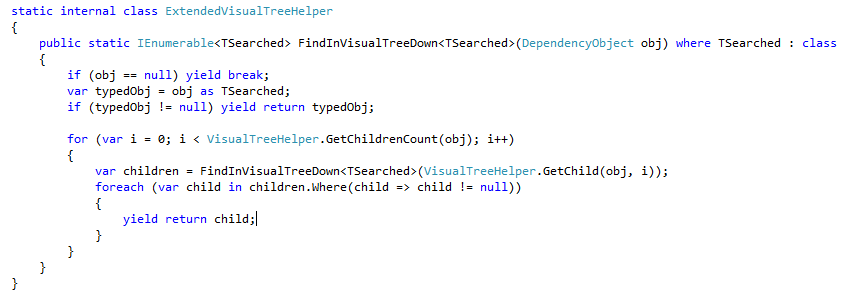 static internal class ExtendedVisualTreeHelper
{
    public static IEnumerable<TSearched> FindInVisualTreeDown<TSearched>(DependencyObject obj) where TSearched : class
    {
        if (obj == null) yield break;
        var typedObj = obj as TSearched;
        if (typedObj != null) yield return typedObj;

        for (var i = 0; i < VisualTreeHelper.GetChildrenCount(obj); i++)
        {
            var children = FindInVisualTreeDown<TSearched>(VisualTreeHelper.GetChild(obj, i));
            foreach (var child in children.Where(child => child != null))
            {
                yield return child;
            }
        }
    }
}